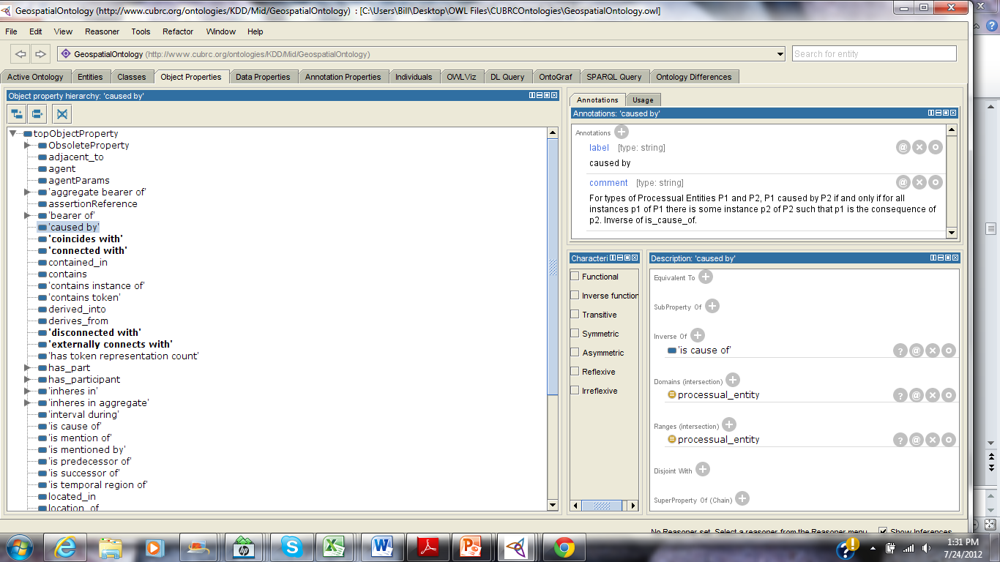 GeospatialOntology (http://www.cubrc.org/ontologies/KDD/Mid/GeospatialOntology) : [C:\Users\Bill\Desktop\OWL Files\CUBRCOntologies\GeospatialOntology.owl]
File Edit View Reasoner Tools Refactor Window Help
GeospatialOntology (http://www.cubrc.org/ontologies/KDD/Mid/GeospatialOntology)
Search for entity
Active Ontology Entities Classes Object Properties Data Properties Annotation Properties Individuals OWLViz DL Query OntoGraf SPARQL Query Ontology Differences
Object property hierarchy: 'caused by'
topObjectProperty
ObsoleteProperty
adjacent_to
agent
agentParams
'aggregate bearer of'
assertionReference
'bearer of'
'caused by'
'coincides with'
'connected with'
contained_in
contains
'contains instance of'
'contains token'
derived_into
derives_from
'disconnected with'
'externally connects with'
'has token representation count'
has_part
has_participant
'inheres in'
'inheres in aggregate'
'interval during'
'is cause of'
'is mention of'
'is mentioned by'
'is predecessor of'
'is successor of'
'is temporal region of'
located_in
location_of
Annotations Usage
Annotations: 'caused by'
Annotations
label [type: string]
caused by
comment [type: string]
For types of Processual Entities P1 and P2, P1 caused by P2 if and only if for all
instances p1 of P1 there is some instance p2 of P2 such that p1 is the consequence of
p2. Inverse of is_cause_of.
Characteri
Functional
Inverse function
Transitive
Symmetric
Asymmetric
Reflexive
Irreflexive
Description: 'caused by'
Equivalent To
SubProperty Of
Inverse Of
'is cause of'
Domains (intersection)
processual_entity
Ranges (intersection)
processual_entity
Disjoint With
SuperProperty Of (Chain)
No Reasoner set. Select a reasoner from the Reasoner menu
Show Inferences
1:31 PM
7/24/2012